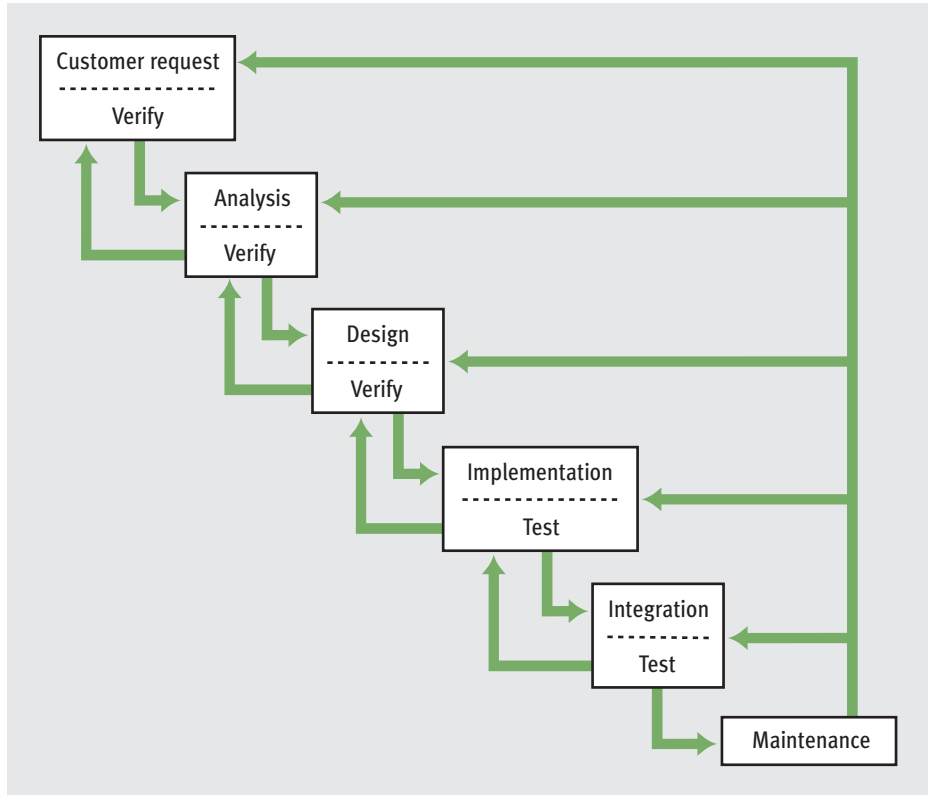 Customer request
Verify
Analysis
Verify
Design
Verify
Implementation
Test
Integration
Test
Maintenance